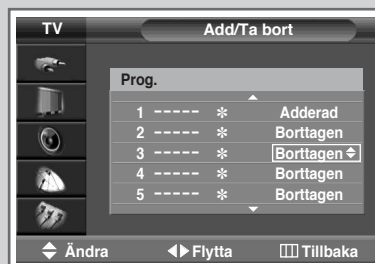 TV Add/Ta bort
Prog.
1 ----- ✻ Adderad
2 ----- ✻ Borttagen
3 ----- ✻ Borttagen
4 ----- ✻ Borttagen
5 ----- ✻ Borttagen
Ändra Flytta Tillbaka